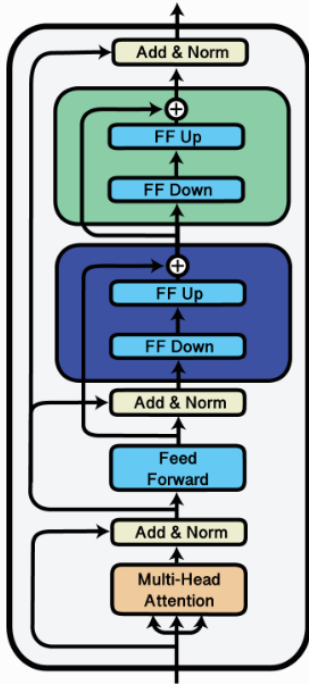 Add & Norm
FF Up
FF Down
FF Up
FF Down
Add & Norm
Feed
Forward
Add & Norm
Multi-Head
Attention